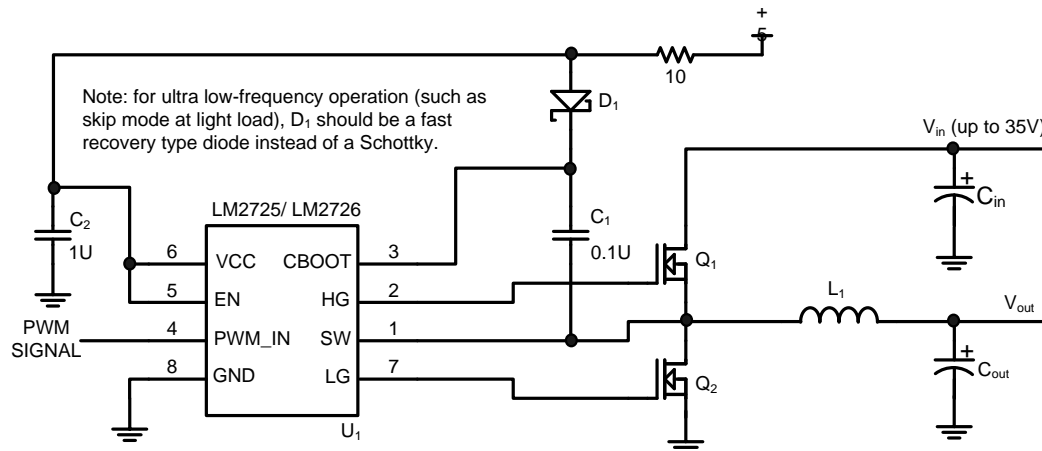 +
5
10
D1
Note: for ultra low-frequency operation (such as
skip mode at light load), D1 should be a fast
recovery type diode instead of a Schottky.
Vin (up to 35V)
+
Cin
LM2725/ LM2726
C2
1U
C1
0.1U
6 VCC CBOOT 3
Q1
5 EN HG 2
L1
Vout
PWM
SIGNAL
4 PWM_IN SW 1
+
Cout
8 GND LG 7
Q2
U1